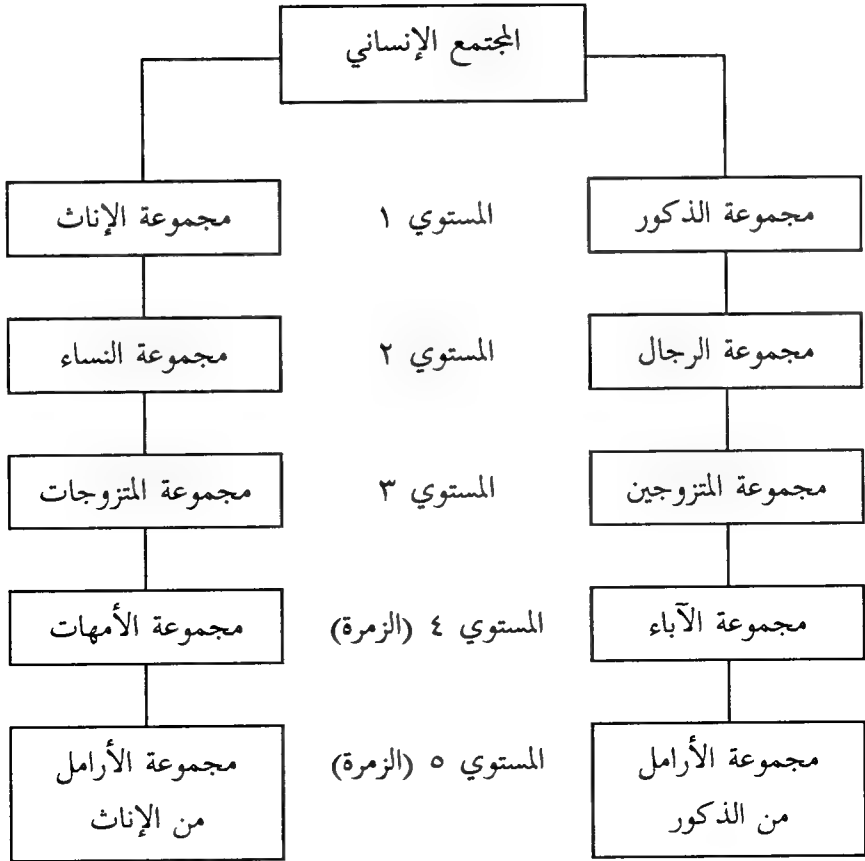 المجتمع الإنساني
مجموعة الذكور
المستوي ١
مجموعة الإناث
مجموعة الرجال
المستوي ٢
مجموعة النساء
مجموعة المتزوجين
المستوي ٣
مجموعة المتزوجات
مجموعة الآباء
المستوي ٤ (الزمرة)
مجموعة الأمهات
مجموعة الأرامل
من الذكور
المستوي ٥ (الزمرة)
مجموعة الأرامل
من الإناث